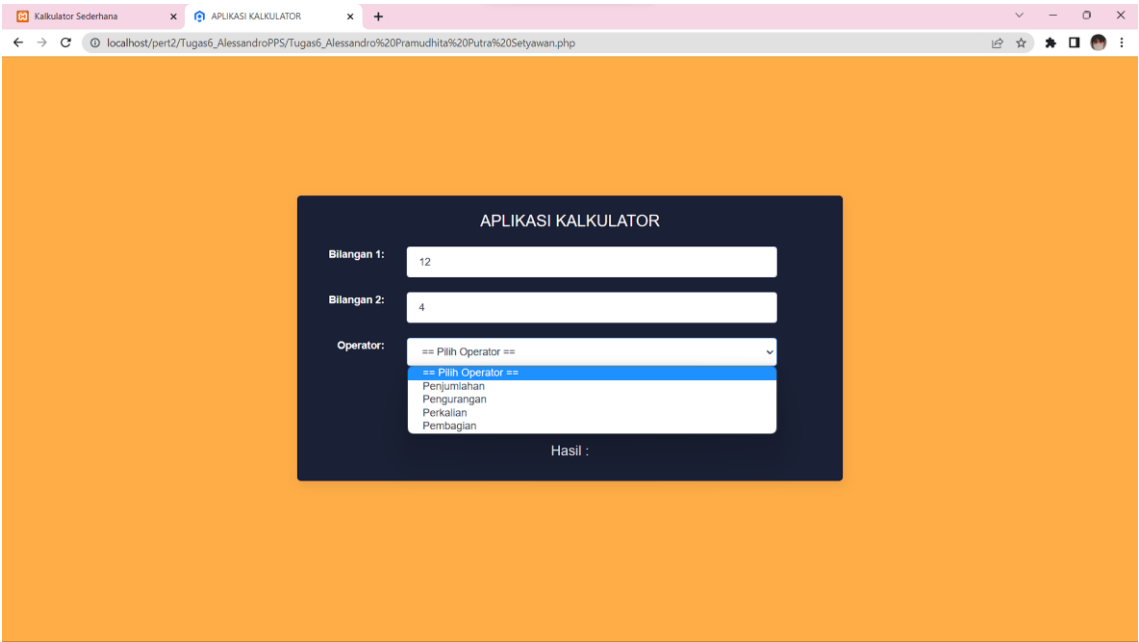 Kalkulator Sederhana
APLIKASI KALKULATOR
localhost/pert2/Tugas6_AlessandroPPS/Tugas6_Alessandro%20Pramudhita%20Putra%20Setyawan.php
APLIKASI KALKULATOR
Bilangan 1:
12
Bilangan 2:
4
Operator:
== Pilih Operator ==
== Pilih Operator ==
Penjumlahan
Pengurangan
Perkalian
Pembagian
Hasil :